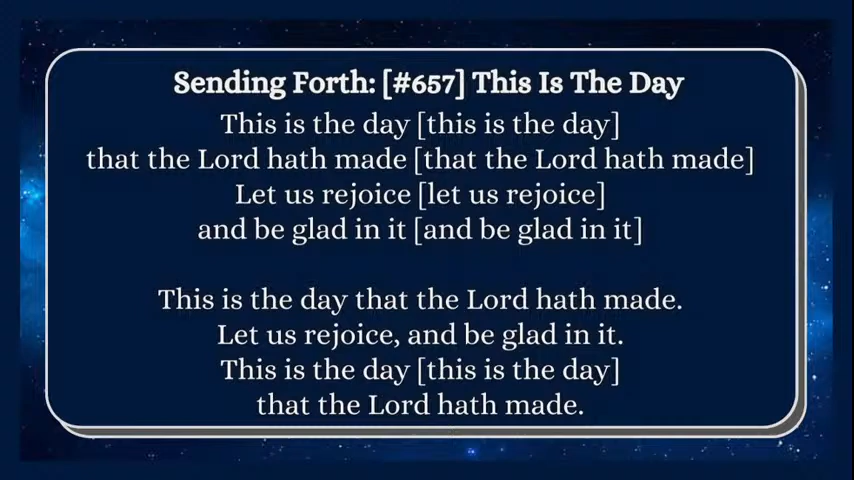 Sending Forth: [#657] This Is The Day
This is the day [this is the day]
that the Lord hath made [that the Lord hath made]
Let us rejoice [let us rejoice]
and be glad in it [and be glad in it]
This is the day that the Lord hath made.
Let us rejoice, and be glad in it.
This is the day [this is the day]
that the Lord hath made.